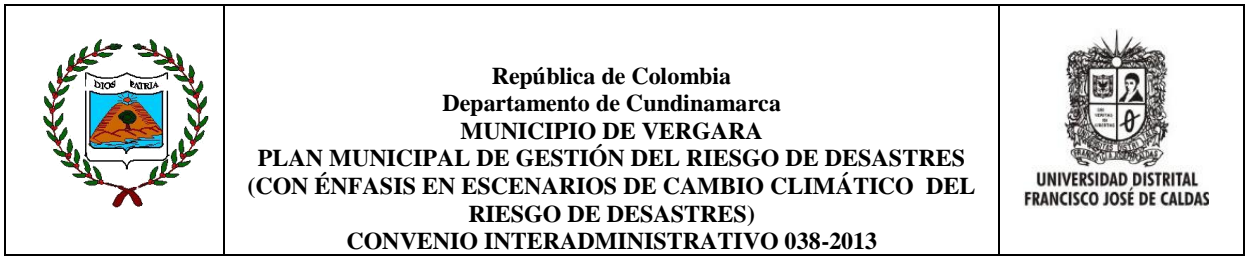 DIOS PATRIA
República de Colombia
Departamento de Cundinamarca
MUNICIPIO DE VERGARA
PLAN MUNICIPAL DE GESTIÓN DEL RIESGO DE DESASTRES
(CON ÉNFASIS EN ESCENARIOS DE CAMBIO CLIMÁTICO DEL
RIESGO DE DESASTRES)
CONVENIO INTERADMINISTRATIVO 038-2013
UNIVERSIDAD DISTRITAL
FRANCISCO JOSÉ DE CALDAS